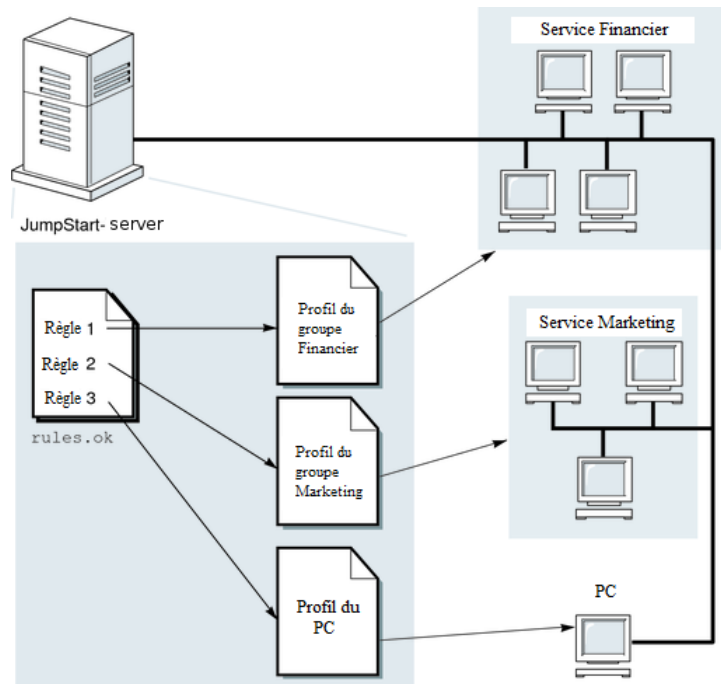 Service Financier
JumpStart- server
Règle 1
Règle 2
Règle 3
rules.ok
Profil du
groupe
Financier
Profil du
groupe
Marketing
Profil du
PC
Service Marketing
PC